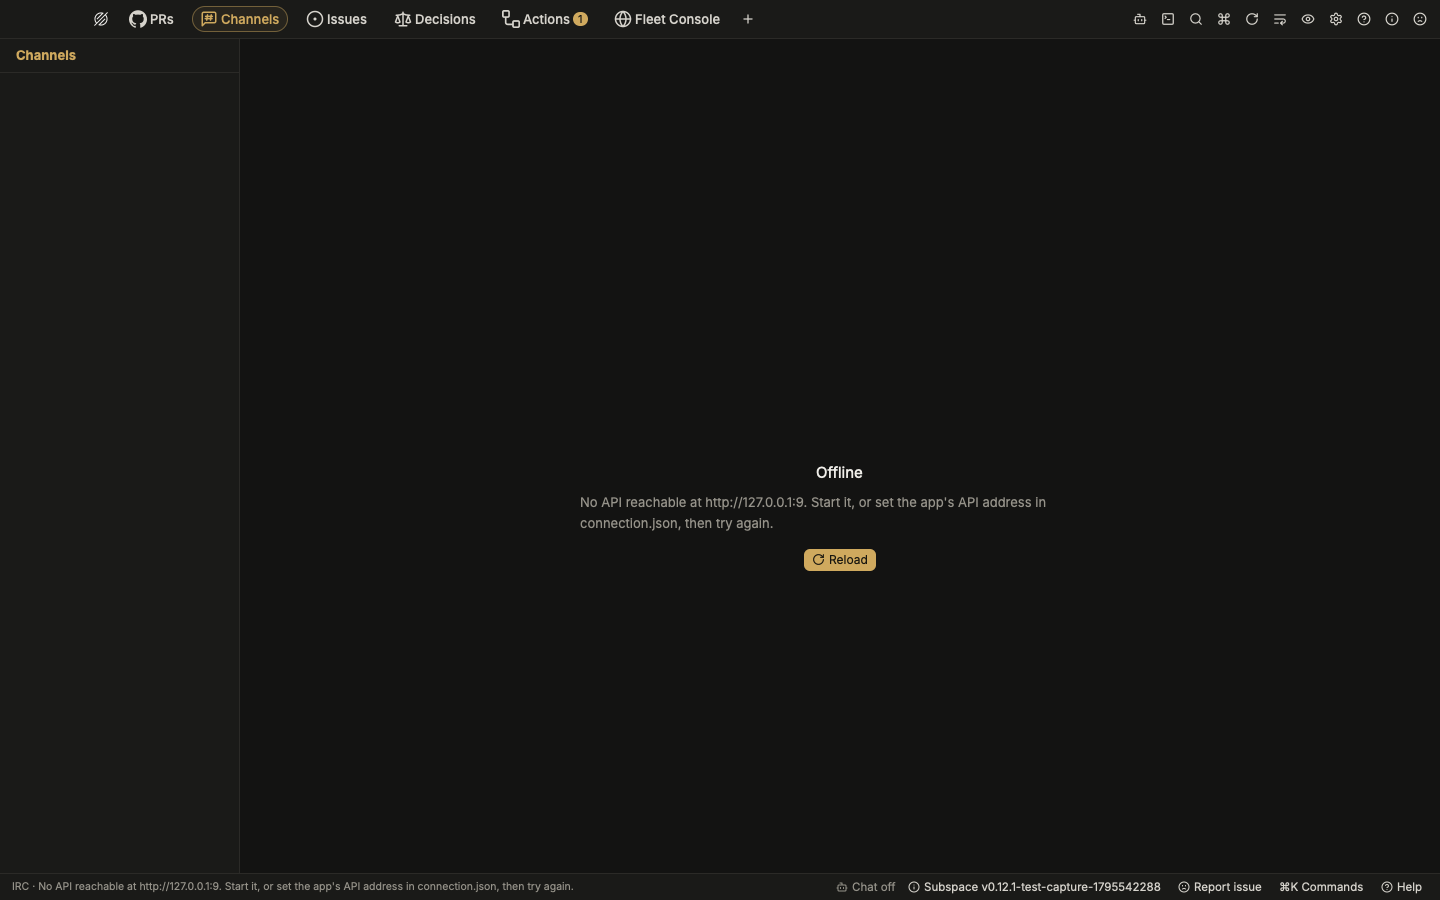 PRs Channels Issues Decisions Actions 1 Fleet Console
Channels
Offline
No API reachable at http://127.0.0.1:9. Start it, or set the app's API address in
connection.json, then try again.
Reload
IRC · No API reachable at http://127.0.0.1:9. Start it, or set the app's API address in connection.json, then try again. Chat off Subspace v0.12.1-test-capture-1795542288 Report issue ⌘K Commands Help